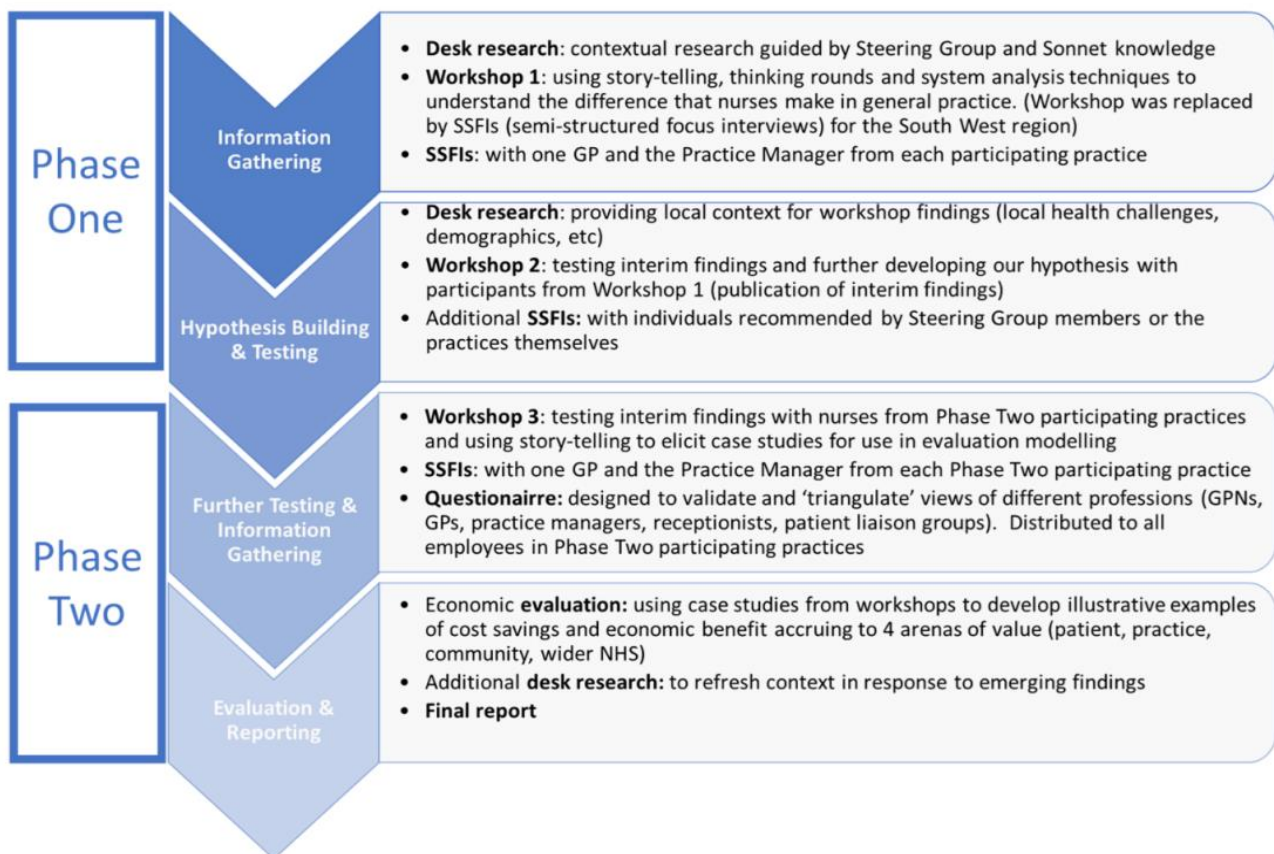 Phase
One
Information
Gathering
• Desk research: contextual research guided by Steering Group and Sonnet knowledge
• Workshop 1: using story-telling, thinking rounds and system analysis techniques to
understand the difference that nurses make in general practice. (Workshop was replaced
by SSFIs (semi-structured focus interviews) for the South West region)
• SSFIs: with one GP and the Practice Manager from each participating practice
Hypothesis Building
& Testing
• Desk research: providing local context for workshop findings (local health challenges,
demographics, etc)
• Workshop 2: testing interim findings and further developing our hypothesis with
participants from Workshop 1 (publication of interim findings)
• Additional SSFIs: with individuals recommended by Steering Group members or the
practices themselves
Phase
Two
Further Testing &
Information
Gathering
• Workshop 3: testing interim findings with nurses from Phase Two participating practices
and using story-telling to elicit case studies for use in evaluation modelling
• SSFIs: with one GP and the Practice Manager from each Phase Two participating practice
• Questionairre: designed to validate and ‘triangulate’ views of different professions (GPNs,
GPs, practice managers, receptionists, patient liaison groups). Distributed to all
employees in Phase Two participating practices
Evaluation &
Reporting
• Economic evaluation: using case studies from workshops to develop illustrative examples
of cost savings and economic benefit accruing to 4 arenas of value (patient, practice,
community, wider NHS)
• Additional desk research: to refresh context in response to emerging findings
• Final report